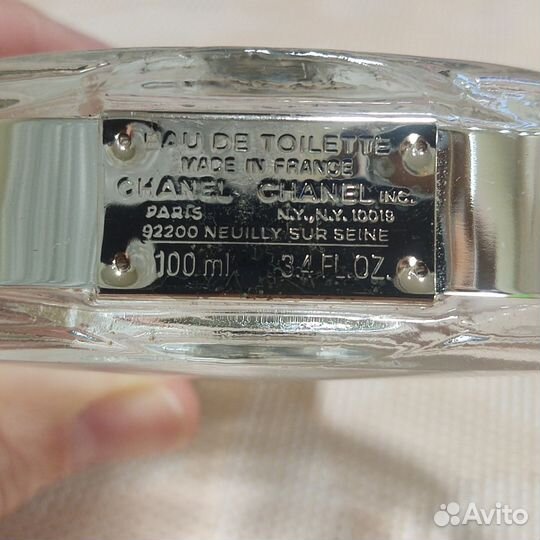 EAU DE TOILETTE
MADE IN FRANCE
CHANEL CHANEL INC.
PARIS N.Y., N.Y. 10019
92200 NEUILLY SUR SEINE
100 ml 3.4 FL.OZ.
Avito